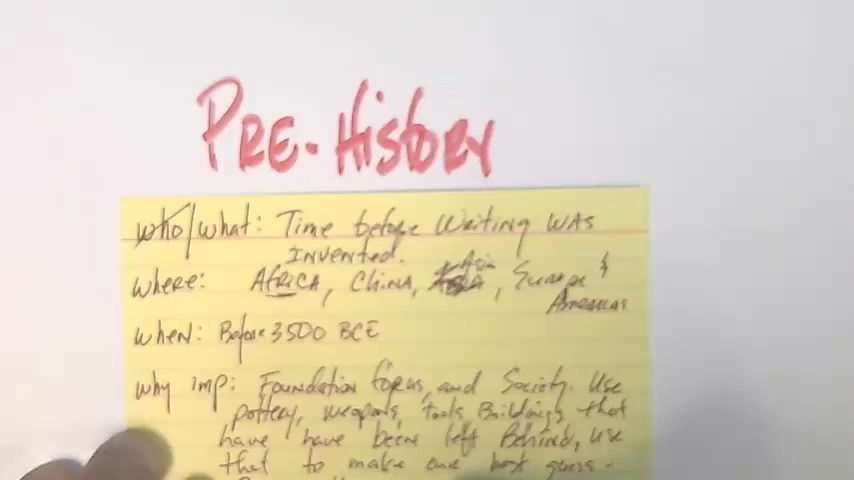 PRE-HISTORY
who/what: Time before Writing WAS
INVENTED.
where: AFRICA, CHINA, Asia, Europe &
Americas
when: Before 3500 BCE
why imp: Foundation for us, and Society. Use
pottery, weapons, tools, Buildings that
have have been left Behind, use
that to make our best guess.